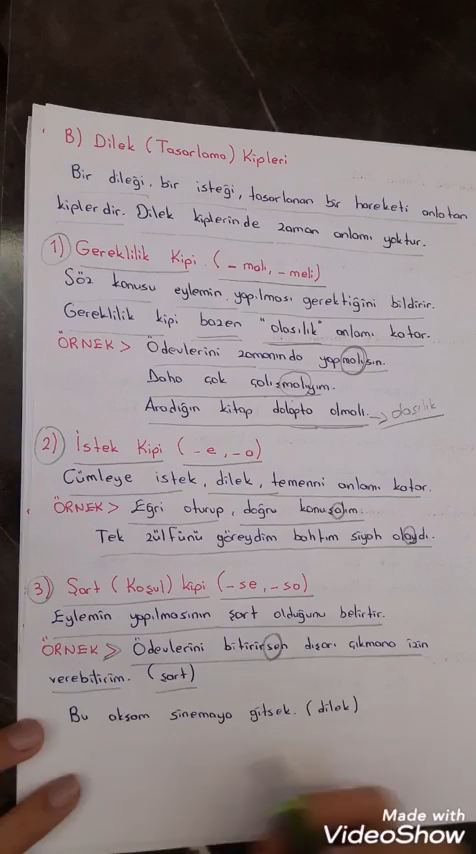 B) Dilek (Tasarlama) Kipleri
Bir dileği, bir isteği, tasarlanan bir hareketi anlatan
kiplerdir. Dilek kiplerinde zaman anlamı yoktur.
1) Gereklilik Kipi. (-malı, -meli)
Söz konusu eylemin yapılması gerektiğini bildirir.
Gereklilik kipi bazen "olasılık" anlamı katar.
ÖRNEK > Ödevlerini zamanında yapmalısın.
Daha çok çalışmalıyım.
Aradığın kitap dolapta olmalı. → olasılık
2) İstek Kipi (-e, -a)
Cümleye istek, dilek, temenni anlamı katar.
ÖRNEK > Eğri oturup, doğru konuşalım.
Tek zülfünü göreydim bahtım siyah olaydı.
3) Şart (Koşul) kipi (-se, -sa)
Eylemin yapılmasının şart olduğunu belirtir.
ÖRNEK > Ödevlerini bitirirsen dışarı çıkmana izin
verebilirim. (şart)
Bu akşam sinemaya gitsek. (dilek)
Made with
VideoShow